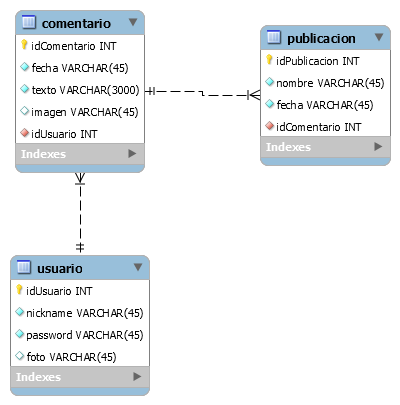 comentario
idComentario INT
fecha VARCHAR(45)
texto VARCHAR(3000)
imagen VARCHAR(45)
idUsuario INT
Indexes
publicacion
idPublicacion INT
nombre VARCHAR(45)
fecha VARCHAR(45)
idComentario INT
Indexes
usuario
idUsuario INT
nickname VARCHAR(45)
password VARCHAR(45)
foto VARCHAR(45)
Indexes